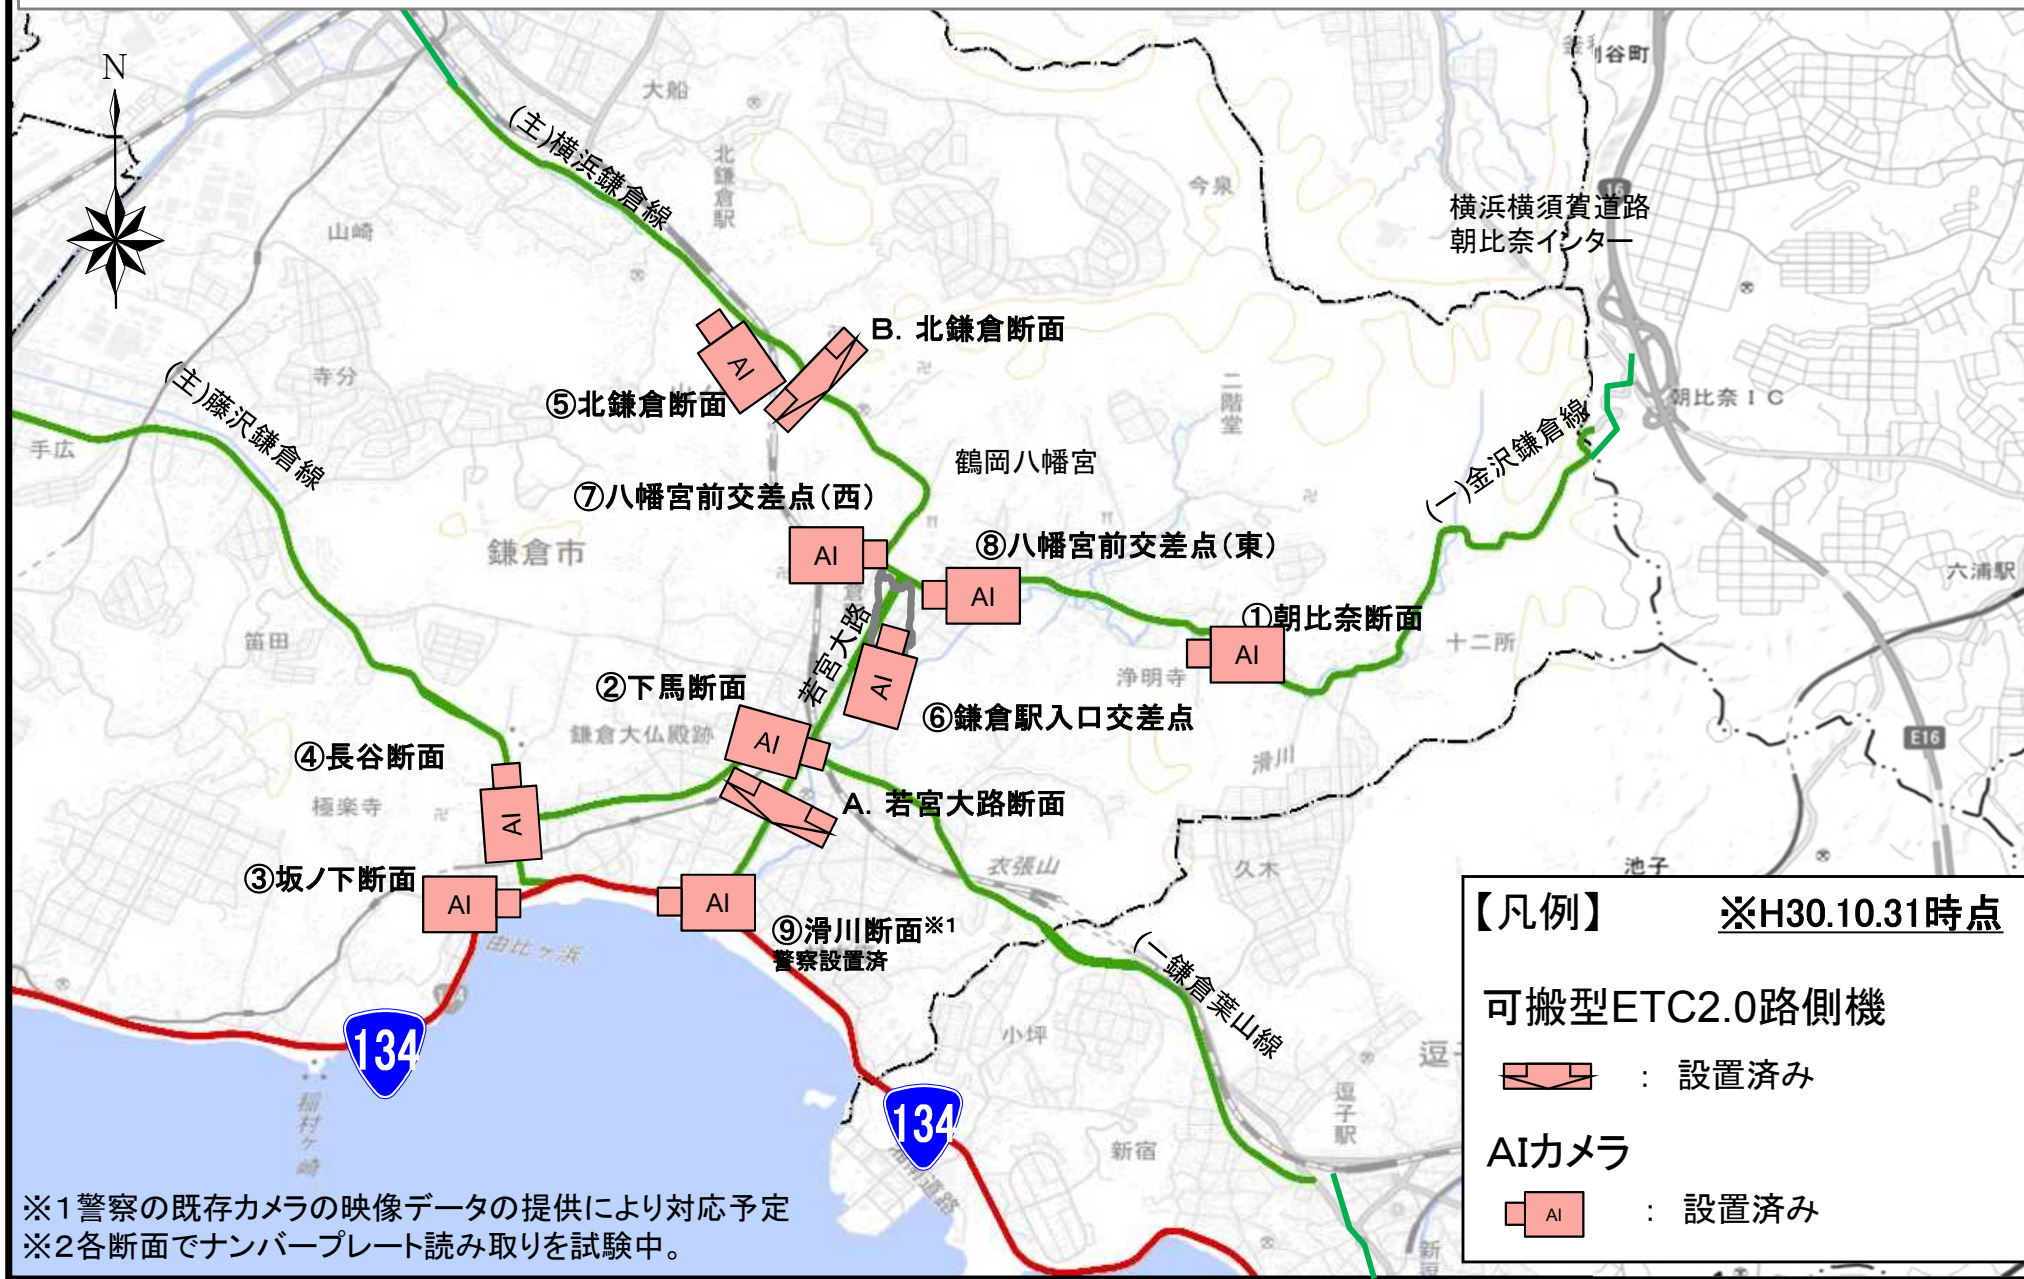 N
大船
谷町
(主)横浜鎌倉線
北鎌倉駅
今泉
16
横浜横須賀道路
朝比奈インター
山崎
B. 北鎌倉断面
AI
(主)藤沢鎌倉線
寺分
⑤北鎌倉断面
二階堂
朝比奈IC
手広
(一)金沢鎌倉線
鶴岡八幡宮
⑦八幡宮前交差点(西)
鎌倉市
AI
⑧八幡宮前交差点(東)
AI
六浦駅
若宮大路
①朝比奈断面
AI
笛田
十二所
浄明寺
②下馬断面
AI
⑥鎌倉駅入口交差点
鎌倉大仏殿跡
AI
E16
④長谷断面
滑川
極楽寺
AI
A. 若宮大路断面
衣張山
久木
池子
③坂ノ下断面
AI
AI
⑨滑川断面※1
警察設置済
由比ヶ浜
(一鎌倉葉山線
134
小坪
稲村ヶ崎
134
逗子駅
新宿
【凡例】 ※H30.10.31時点
可搬型ETC2.0路側機
: 設置済み
AIカメラ
AI : 設置済み
※1警察の既存カメラの映像データの提供により対応予定
※2各断面でナンバープレート読み取りを試験中。